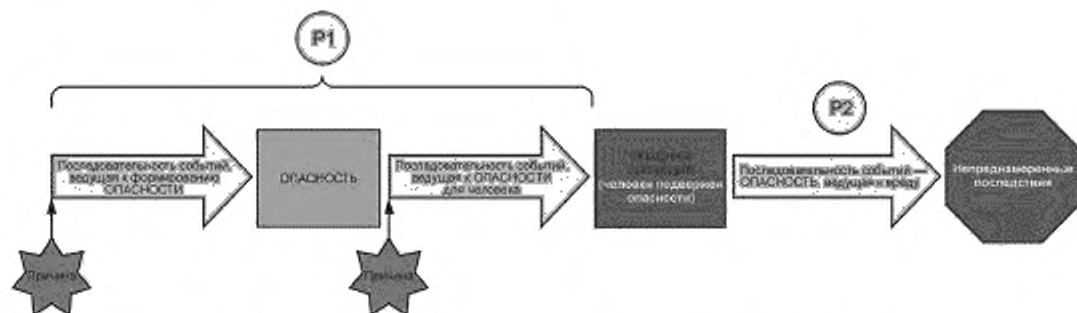 P1
P2
Последовательность событий,
ведущая к формированию
ОПАСНОСТИ
ОПАСНОСТЬ
Последовательность событий,
ведущая к ОПАСНОСТИ
для человека
(человек подвержен
опасности)
Последовательность событий —
ОПАСНОСТЬ, ведущая к вреду
Непреднамеренные
последствия
Причина
Причина